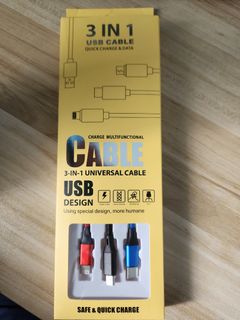 3 IN 1
USB CABLE
QUICK CHARGE & DATA
CHARGE MULTIFUNCTIONAL
CABLE
3-IN-1 UNIVERSAL CABLE
USB
DESIGN
Using special design, more humane
SAFE & QUICK CHARGE